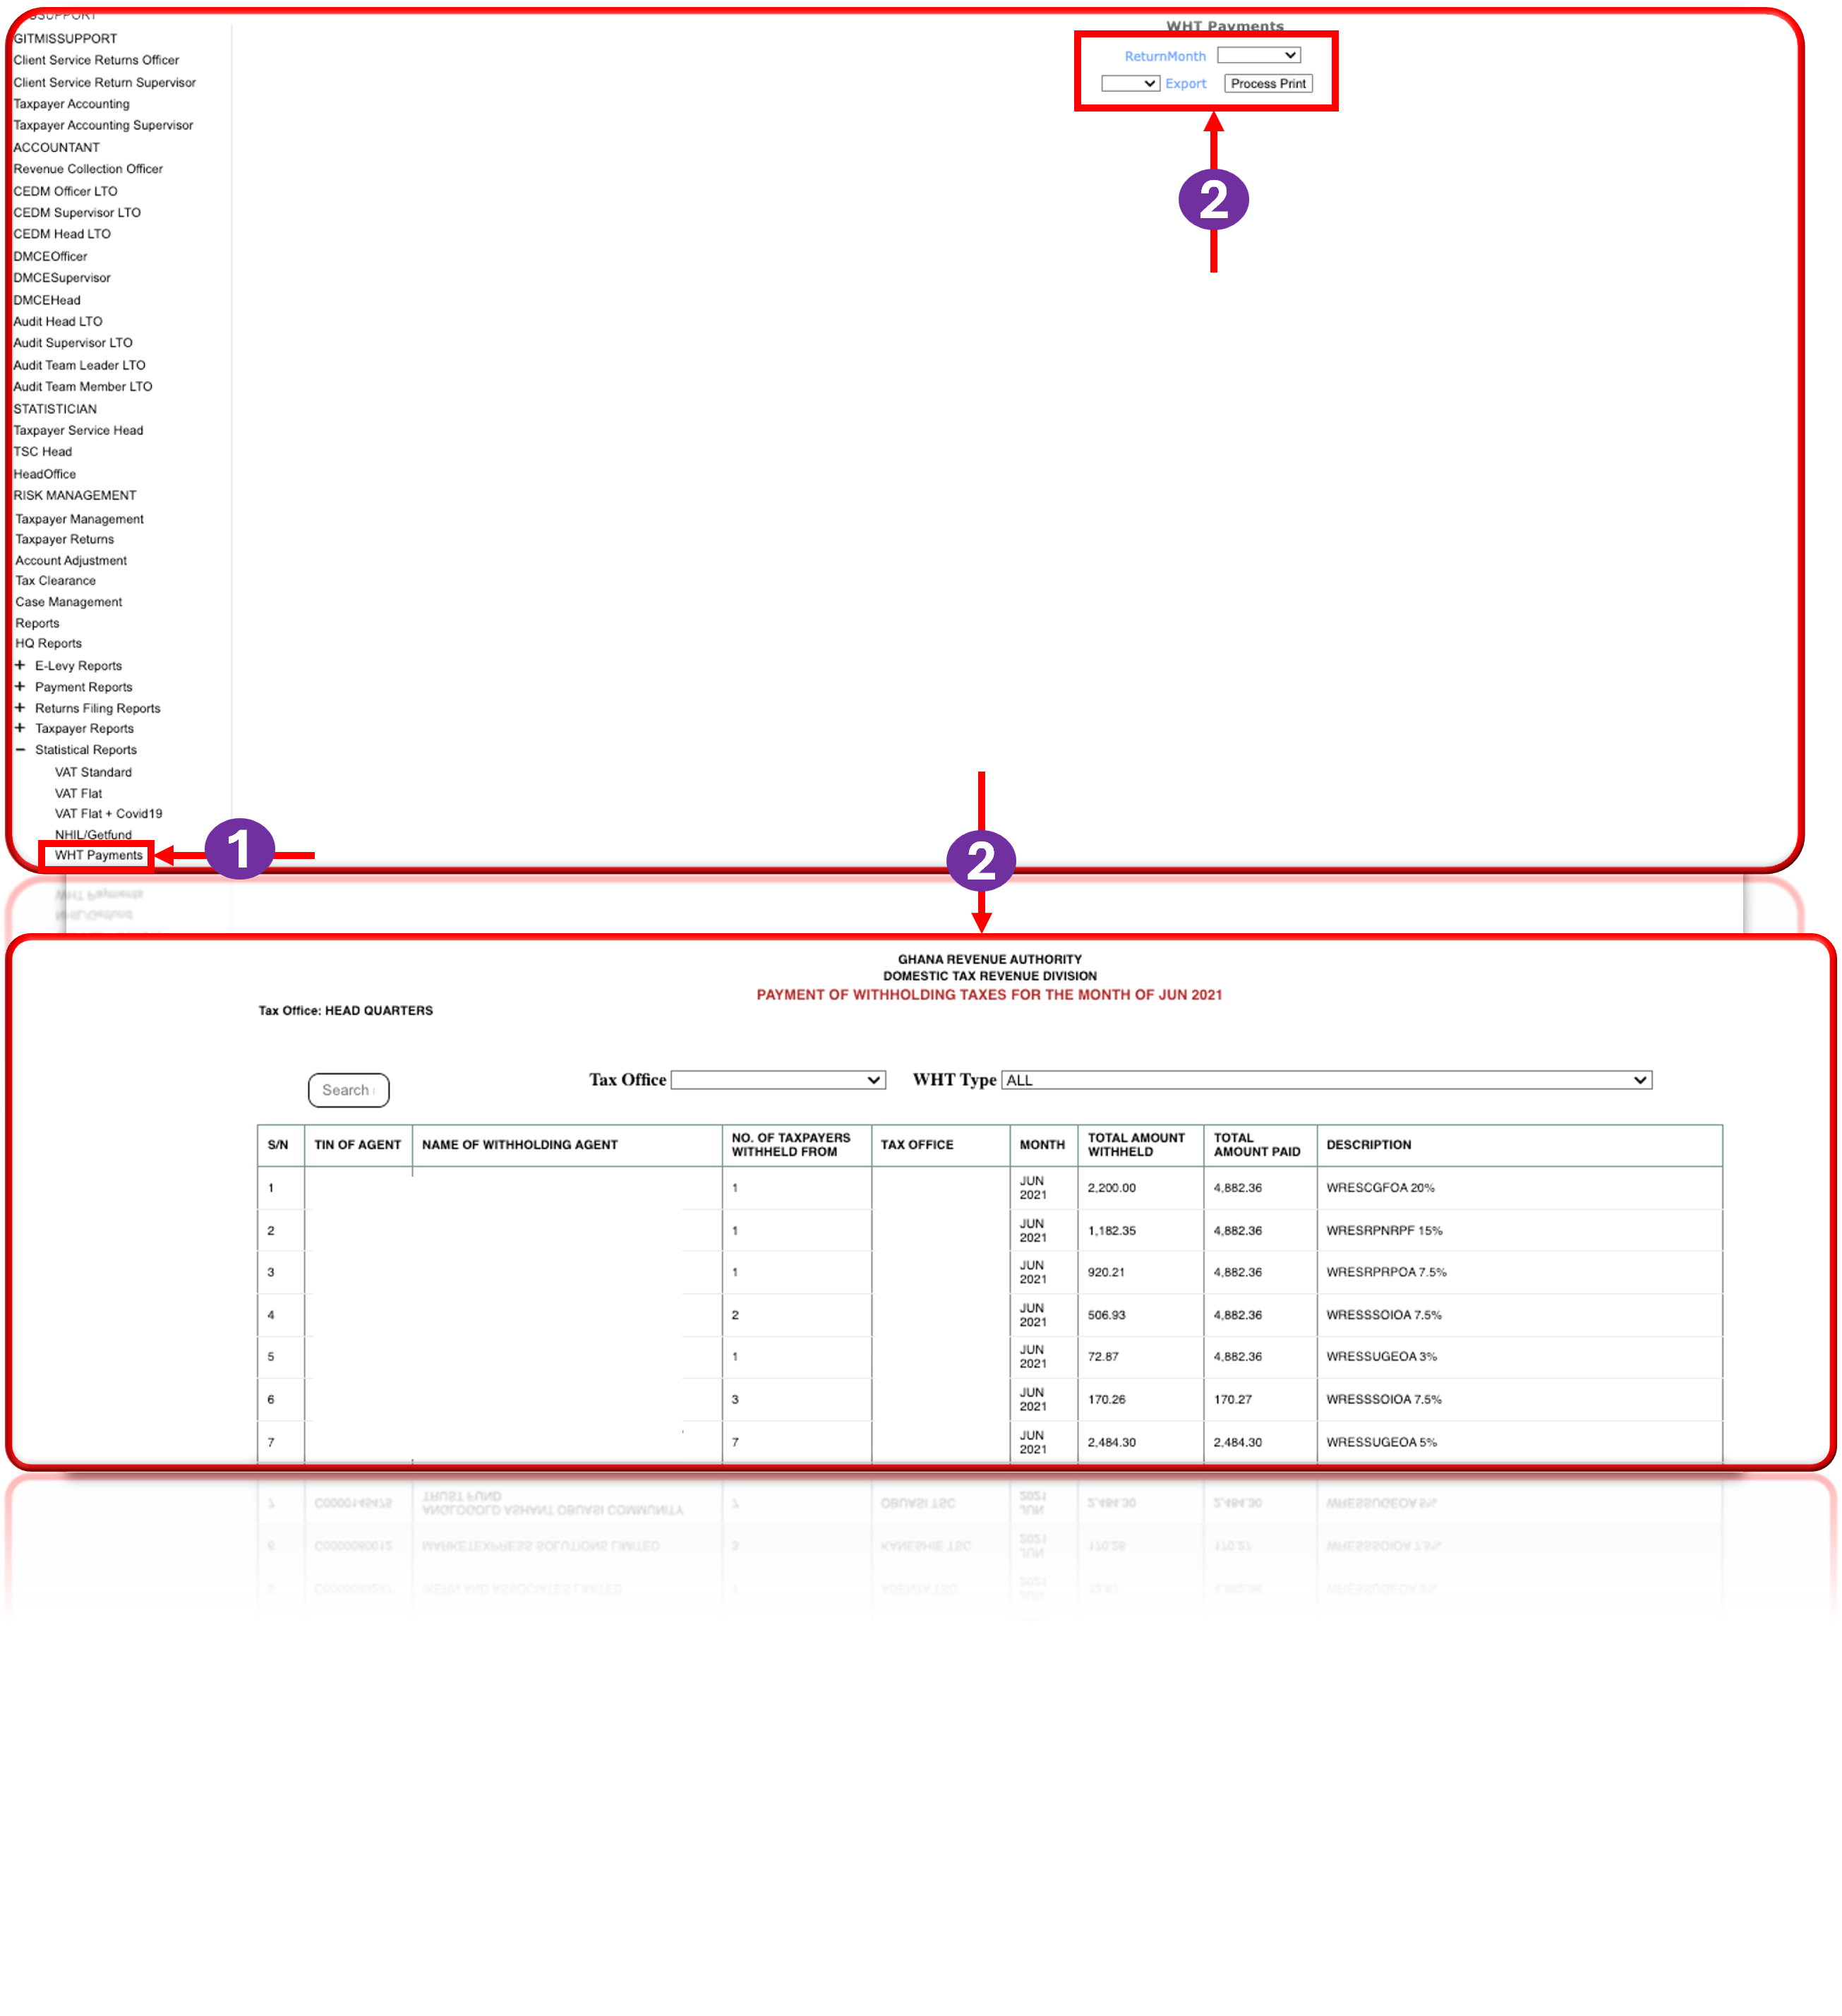 GITMISSUPPORT
Client Service Returns Officer
Client Service Return Supervisor
Taxpayer Accounting
Taxpayer Accounting Supervisor
ACCOUNTANT
Revenue Collection Officer
CEDM Officer LTO
CEDM Supervisor LTO
CEDM Head LTO
DMCEOfficer
DMCESupervisor
DMCEHead
Audit Head LTO
Audit Supervisor LTO
Audit Team Leader LTO
Audit Team Member LTO
STATISTICIAN
Taxpayer Service Head
TSC Head
HeadOffice
RISK MANAGEMENT
Taxpayer Management
Taxpayer Returns
Account Adjustment
Tax Clearance
Case Management
Reports
HQ Reports
+ E-Levy Reports
+ Payment Reports
+ Returns Filing Reports
+ Taxpayer Reports
− Statistical Reports
VAT Standard
VAT Flat
VAT Flat + Covid19
NHIL/Getfund
WHT Payments
1
WHT Payments
ReturnMonth
Export Process Print
2
2
GHANA REVENUE AUTHORITY
DOMESTIC TAX REVENUE DIVISION
PAYMENT OF WITHHOLDING TAXES FOR THE MONTH OF JUN 2021
Tax Office: HEAD QUARTERS
Search
Tax Office WHT Type ALL
S/N TIN OF AGENT NAME OF WITHHOLDING AGENT NO. OF TAXPAYERS WITHHELD FROM TAX OFFICE MONTH TOTAL AMOUNT WITHHELD TOTAL AMOUNT PAID DESCRIPTION
1 1 JUN 2021 2,200.00 4,882.36 WRESCGFOA 20%
2 1 JUN 2021 1,182.35 4,882.36 WRESRPNRPF 15%
3 1 JUN 2021 920.21 4,882.36 WRESRPRPOA 7.5%
4 2 JUN 2021 506.93 4,882.36 WRESSSOIOA 7.5%
5 1 JUN 2021 72.87 4,882.36 WRESSUGEOA 3%
6 3 JUN 2021 170.26 170.27 WRESSSOIOA 7.5%
7 7 JUN 2021 2,484.30 2,484.30 WRESSUGEOA 5%